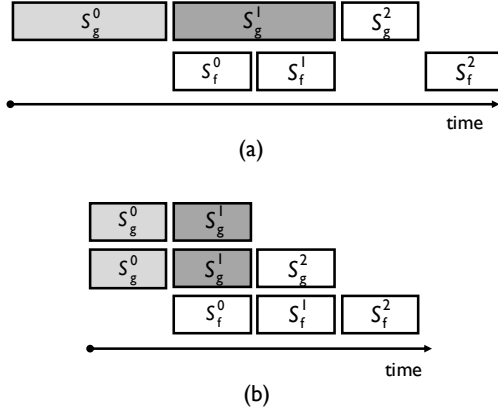 S_g^0 S_g^1 S_g^2
S_f^0 S_f^1 S_f^2
time
(a)
S_g^0 S_g^1
S_g^0 S_g^1 S_g^2
S_f^0 S_f^1 S_f^2
time
(b)